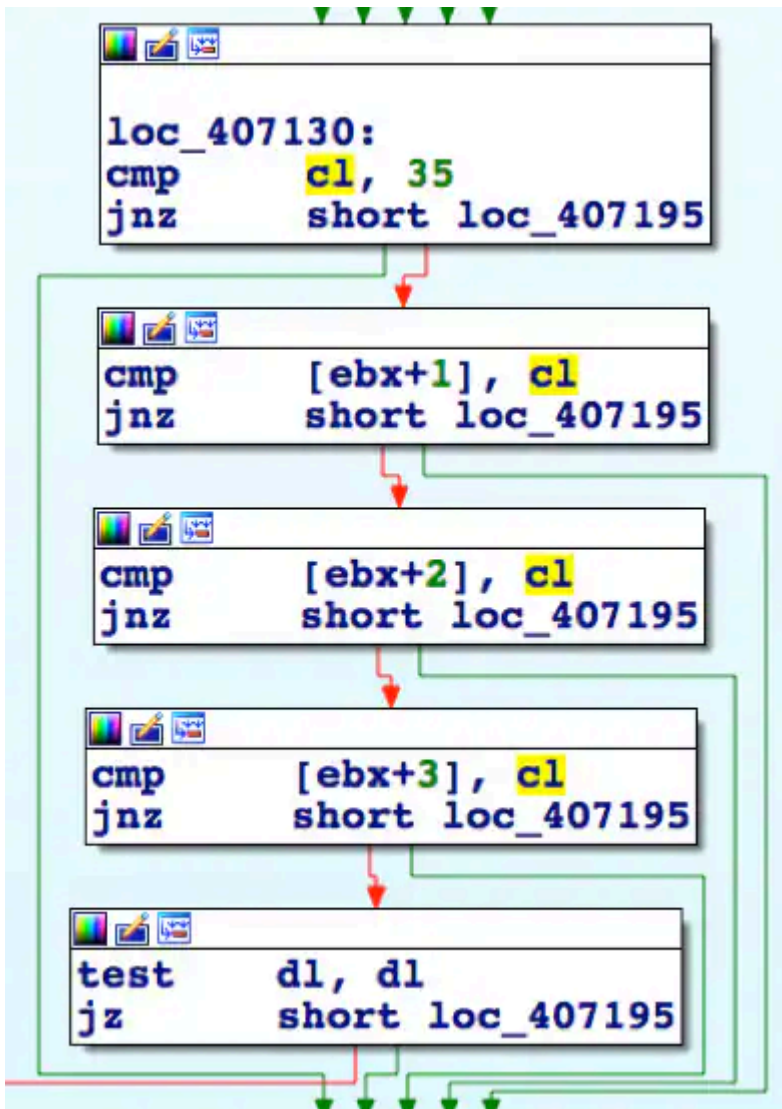 loc_407130:
cmp cl, 35
jnz short loc_407195
cmp [ebx+1], cl
jnz short loc_407195
cmp [ebx+2], cl
jnz short loc_407195
cmp [ebx+3], cl
jnz short loc_407195
test dl, dl
jz short loc_407195